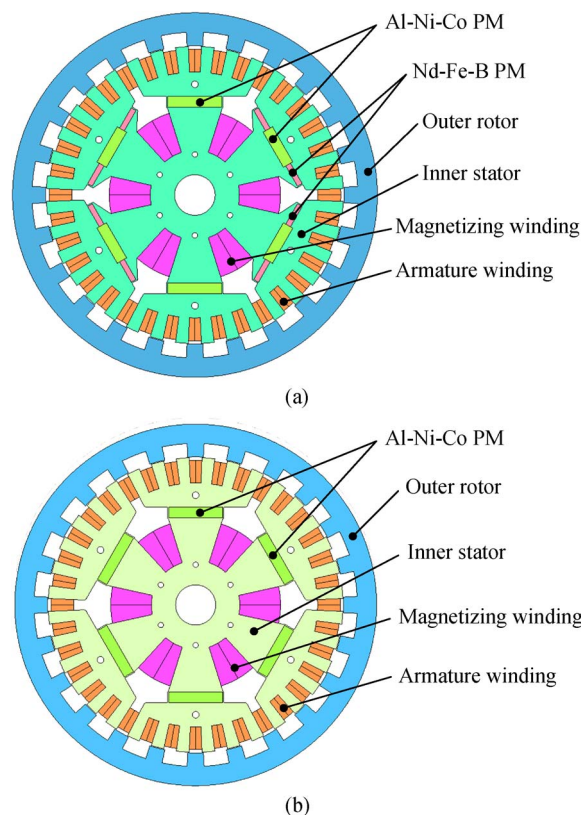 Al-Ni-Co PM
Nd-Fe-B PM
Outer rotor
Inner stator
Magnetizing winding
Armature winding
(a)
Al-Ni-Co PM
Outer rotor
Inner stator
Magnetizing winding
Armature winding
(b)